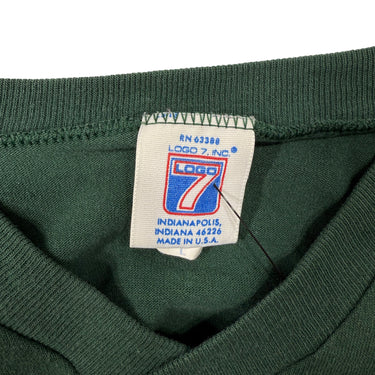 RN 63388
LOGO 7, INC.®
LOGO
7
INDIANAPOLIS,
INDIANA 46226
MADE IN U.S.A.
L